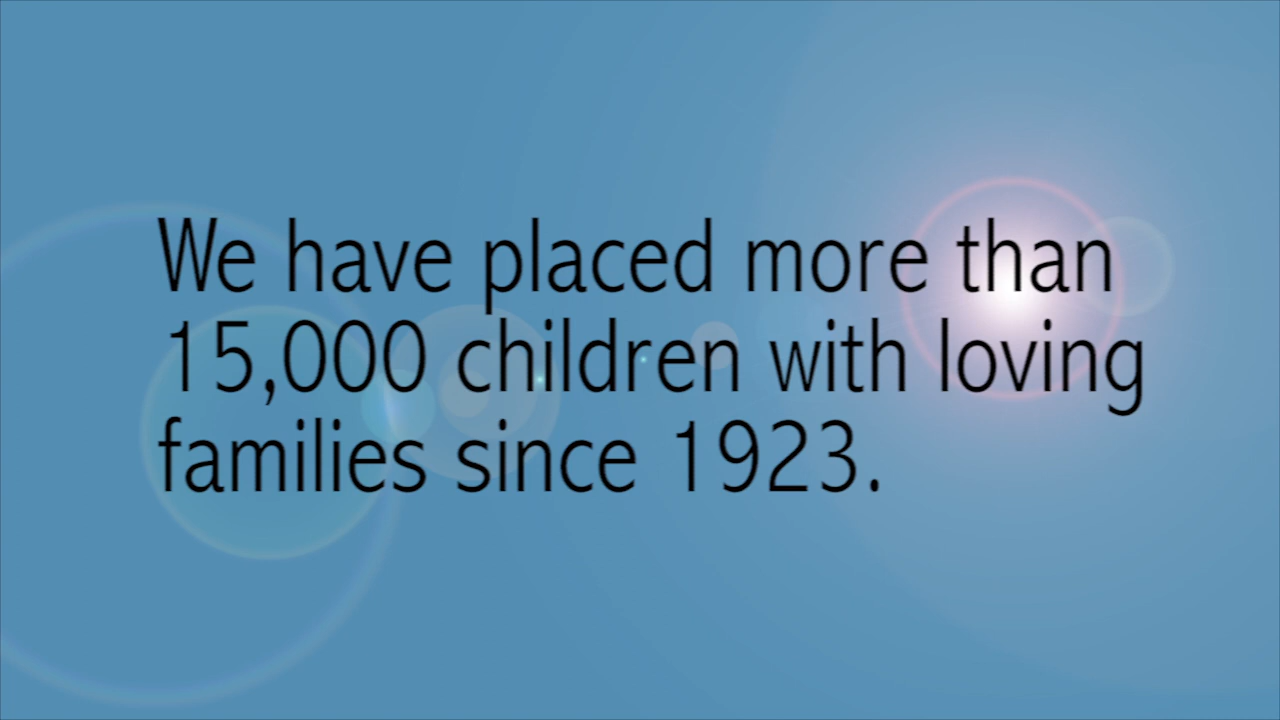 We have placed more than
15,000 children with loving
families since 1923.